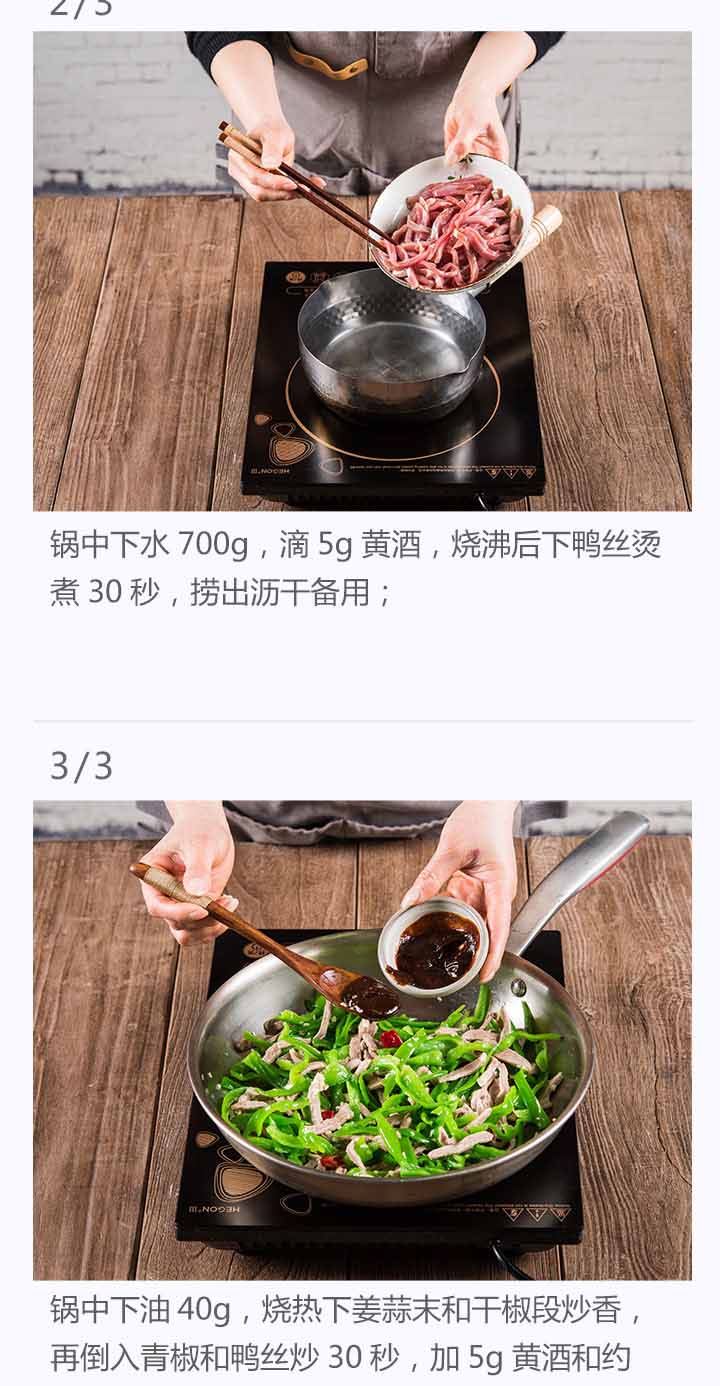 2/3
锅中下水 700g，滴 5g 黄酒，烧沸后下鸭丝烫
煮 30 秒，捞出沥干备用；
3/3
锅中下油 40g，烧热下姜蒜末和干椒段炒香，
再倒入青椒和鸭丝炒 30 秒，加 5g 黄酒和约